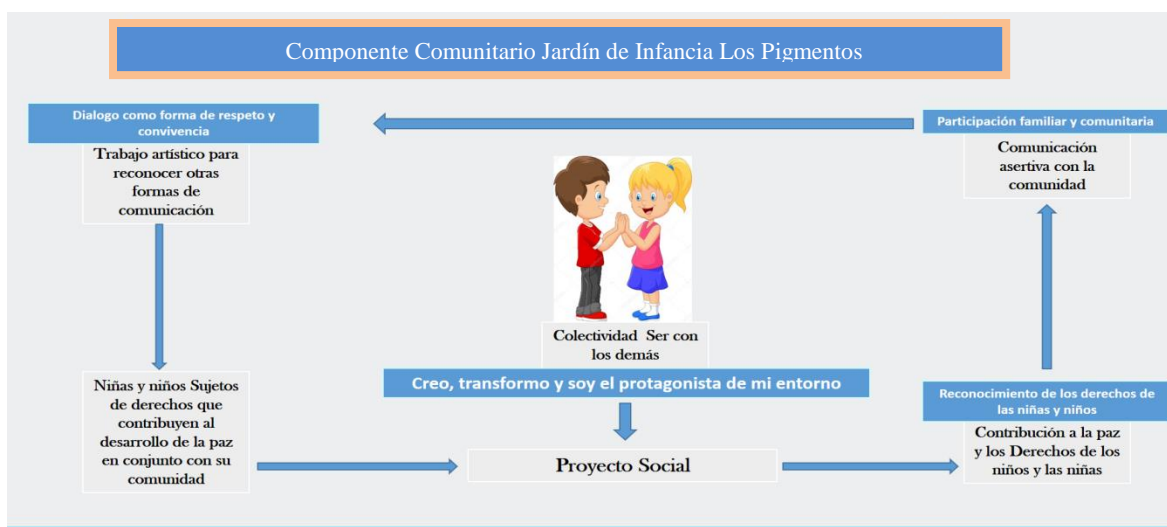 Componente Comunitario Jardín de Infancia Los Pigmentos
Dialogo como forma de respeto y
convivencia
Trabajo artístico para
reconocer otras
formas de
comunicación
Participación familiar y comunitaria
Comunicación
asertiva con la
comunidad
Colectividad Ser con
los demás
Creo, transformo y soy el protagonista de mi entorno
Niñas y niños Sujetos
de derechos que
contribuyen al
desarrollo de la paz
en conjunto con su
comunidad
Proyecto Social
Reconocimiento de los derechos de
las niñas y niños
Contribución a la paz
y los Derechos de los
niños y las niñas